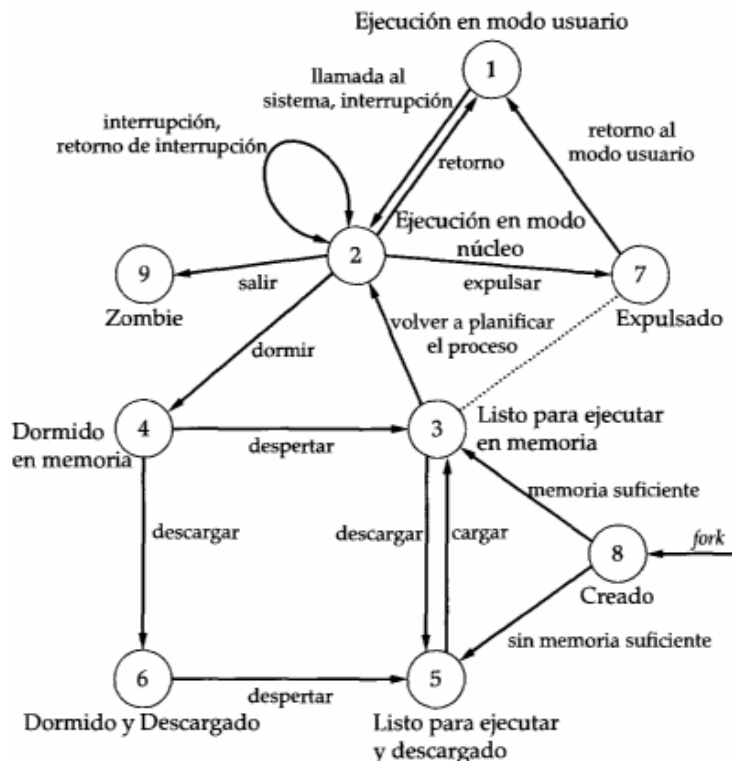 Ejecución en modo usuario
1
llamada al
sistema, interrupción
interrupción,
retorno de interrupción
retorno
retorno al
modo usuario
Ejecución en modo
núcleo
2
9
7
salir
expulsar
Zombie
Expulsado
volver a planificar
el proceso
dormir
4
3
Dormido
en memoria
despertar
Listo para ejecutar
en memoria
memoria suficiente
descargar
descargar
cargar
8
fork
Creado
sin memoria suficiente
6
5
despertar
Dormido y Descargado
Listo para ejecutar
y descargado